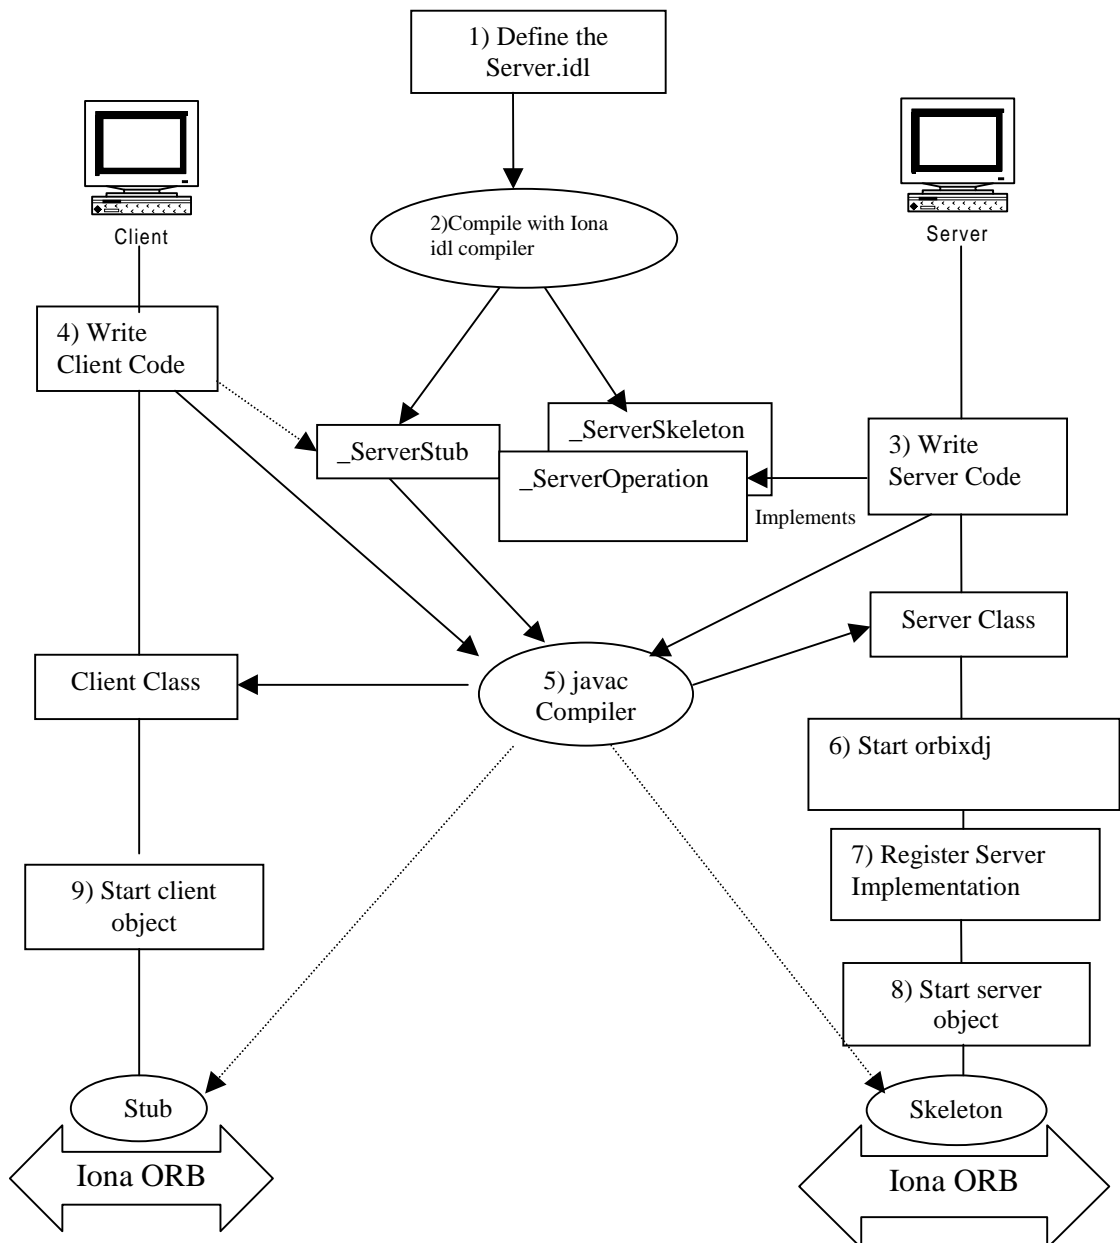 1) Define the
Server.idl
Client
Server
2)Compile with Iona
idl compiler
4) Write
Client Code
_ServerStub
_ServerSkeleton
_ServerOperation
3) Write
Server Code
Implements
Server Class
Client Class
5) javac
Compiler
6) Start orbixdj
7) Register Server
Implementation
9) Start client
object
8) Start server
object
Stub
Skeleton
Iona ORB
Iona ORB